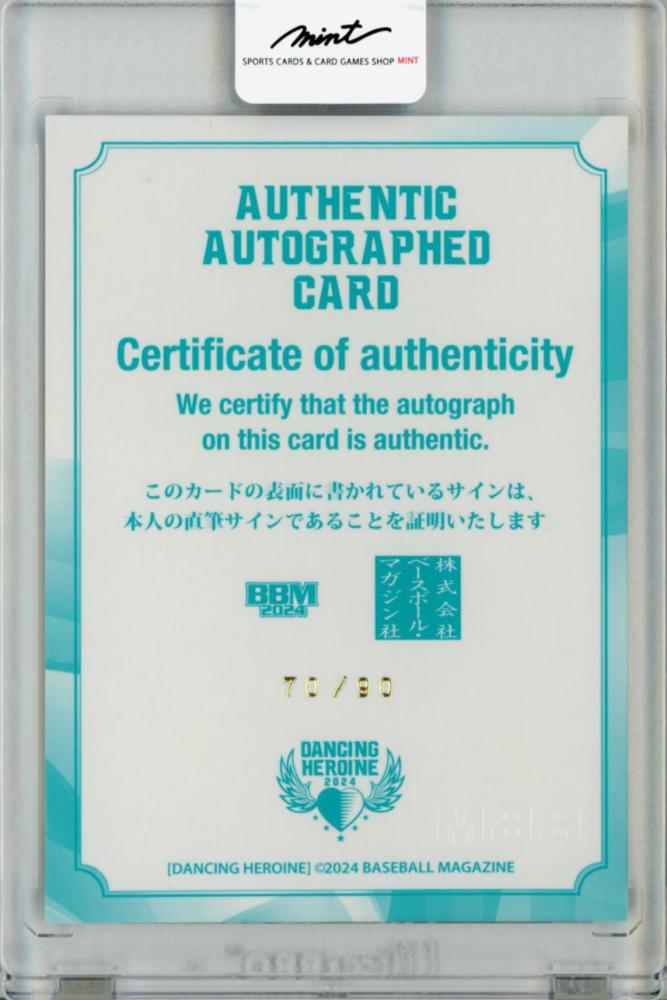 mint
SPORTS CARDS & CARD GAMES SHOP MINT
AUTHENTIC
AUTOGRAPHED
CARD
Certificate of authenticity
We certify that the autograph
on this card is authentic.
このカードの表面に書かれているサインは、
本人の直筆サインであることを証明いたします
BBM
2024
株式会社
ベースボール・
マガジン社
70/90
DANCING
HEROINE
2024
[DANCING HEROINE] ©2024 BASEBALL MAGAZINE